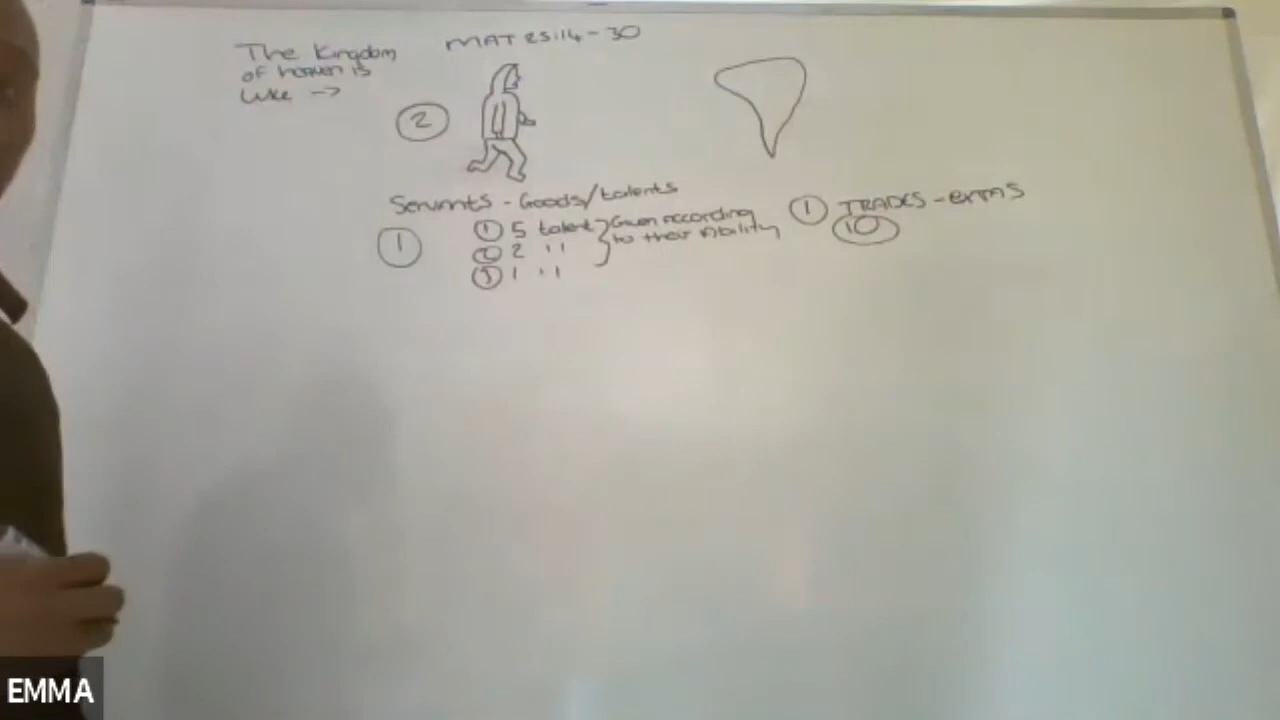 The Kingdom
of heaven is
like →
MAT 25:14-30
②
Servants - Goods/talents
①
① 5 talent } Given according
② 2 " } to their Ability
③ 1 "
① TRADES - earns
10
EMMA